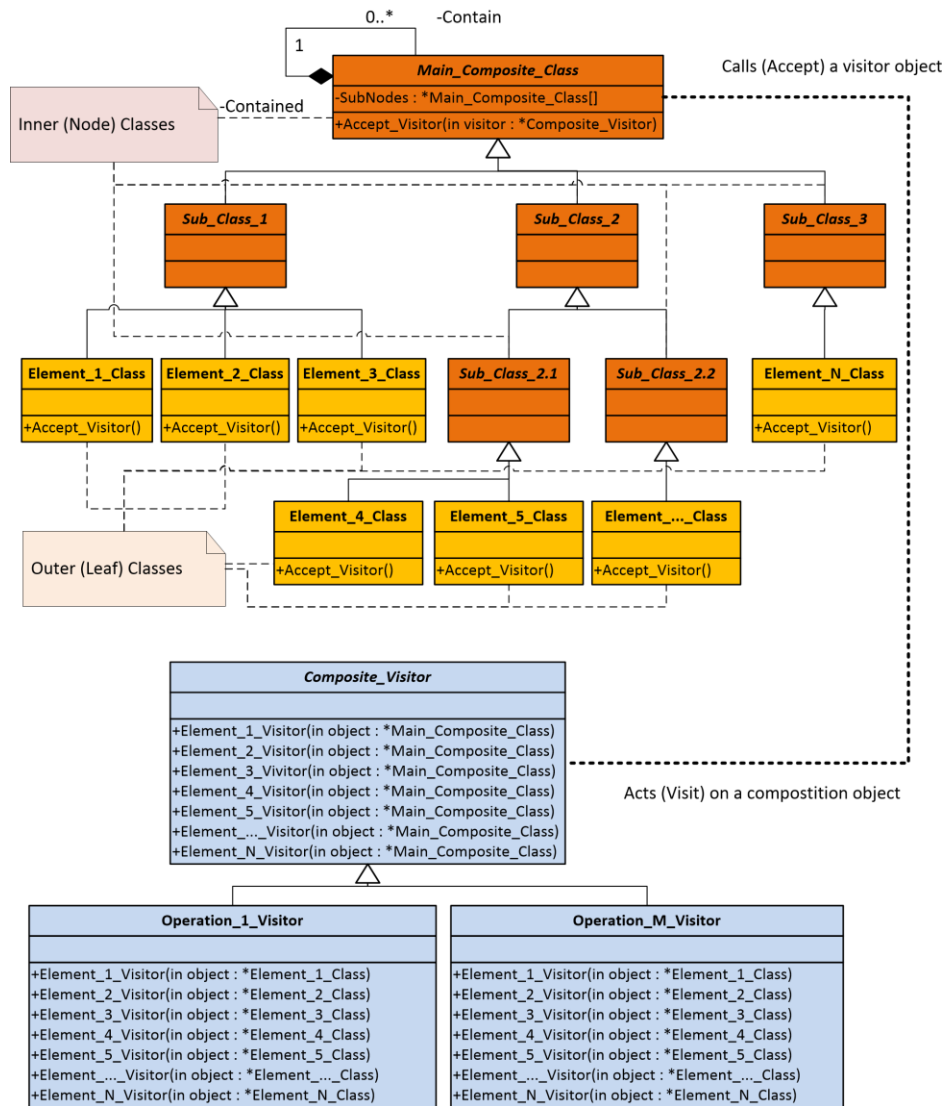 0..*
-Contain
1
Main_Composite_Class
-SubNodes : *Main_Composite_Class[]
+Accept_Visitor(in visitor : *Composite_Visitor)
Calls (Accept) a visitor object
-Contained
Inner (Node) Classes
Sub_Class_1
Sub_Class_2
Sub_Class_3
Element_1_Class
+Accept_Visitor()
Element_2_Class
+Accept_Visitor()
Element_3_Class
+Accept_Visitor()
Sub_Class_2.1
Sub_Class_2.2
Element_N_Class
+Accept_Visitor()
Element_4_Class
+Accept_Visitor()
Element_5_Class
+Accept_Visitor()
Element_..._Class
+Accept_Visitor()
Outer (Leaf) Classes
Composite_Visitor
+Element_1_Visitor(in object : *Main_Composite_Class)
+Element_2_Visitor(in object : *Main_Composite_Class)
+Element_3_Vivitor(in object : *Main_Composite_Class)
+Element_4_Visitor(in object : *Main_Composite_Class)
+Element_5_Visitor(in object : *Main_Composite_Class)
+Element_..._Visitor(in object : *Main_Composite_Class)
+Element_N_Visitor(in object : *Main_Composite_Class)
Acts (Visit) on a compostition object
Operation_1_Visitor
+Element_1_Visitor(in object : *Element_1_Class)
+Element_2_Visitor(in object : *Element_2_Class)
+Element_3_Visitor(in object : *Element_3_Class)
+Element_4_Visitor(in object : *Element_4_Class)
+Element_5_Visitor(in object : *Element_5_Class)
+Element_..._Visitor(in object : *Element_..._Class)
+Element_N_Visitor(in object : *Element_N_Class)
Operation_M_Visitor
+Element_1_Visitor(in object : *Element_1_Class)
+Element_2_Visitor(in object : *Element_2_Class)
+Element_3_Visitor(in object : *Element_3_Class)
+Element_4_Visitor(in object : *Element_4_Class)
+Element_5_Visitor(in object : *Element_5_Class)
+Element_..._Visitor(in object : *Element_..._Class)
+Element_N_Visitor(in object : *Element_N_Class)